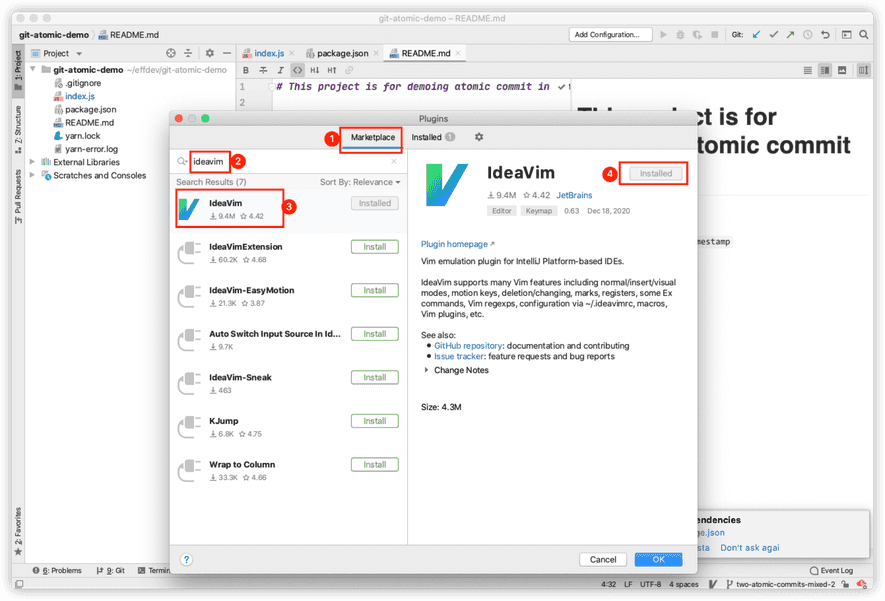 git-atomic-demo – README.md
git-atomic-demo
README.md
Add Configuration...
Git:
1: Project
7: Structure
Pull Requests
2: Favorites
Project
git-atomic-demo ~/effdev/git-atomic-demo
.gitignore
index.js
package.json
README.md
yarn.lock
yarn-error.log
External Libraries
Scratches and Consoles
index.js
package.json
README.md
B
I
H↓
H↑
1
# This project is for demoing atomic commit in
2
ct is for
tomic commit
mestamp
Plugins
1
Marketplace
Installed 1
ideavim
2
Search Results (7)
Sort By: Relevance
IdeaVim
9.4M 4.42
Installed
3
IdeaVimExtension
60.2K 4.68
Install
IdeaVim-EasyMotion
21.3K 3.87
Install
Auto Switch Input Source In Id...
9.7K
Install
IdeaVim-Sneak
463
Install
KJump
6.8K 4.75
Install
Wrap to Column
33.3K 4.66
Install
IdeaVim
4
Installed
9.4M 4.42 JetBrains
Editor Keymap 0.63 Dec 18, 2020
Plugin homepage ↗
Vim emulation plugin for IntelliJ Platform-based IDEs.
IdeaVim supports many Vim features including normal/insert/visual
modes, motion keys, deletion/changing, marks, registers, some Ex
commands, Vim regexps, configuration via ~/.ideavimrc, macros,
Vim plugins, etc.
See also:
• GitHub repository: documentation and contributing
• Issue tracker: feature requests and bug reports
Change Notes
Size: 4.3M
?
Cancel
OK
endencies
ge.json
sta Don't ask agai
6: Problems
9: Git
Termin
Event Log
4:32 LF UTF-8 4 spaces two-atomic-commits-mixed-2